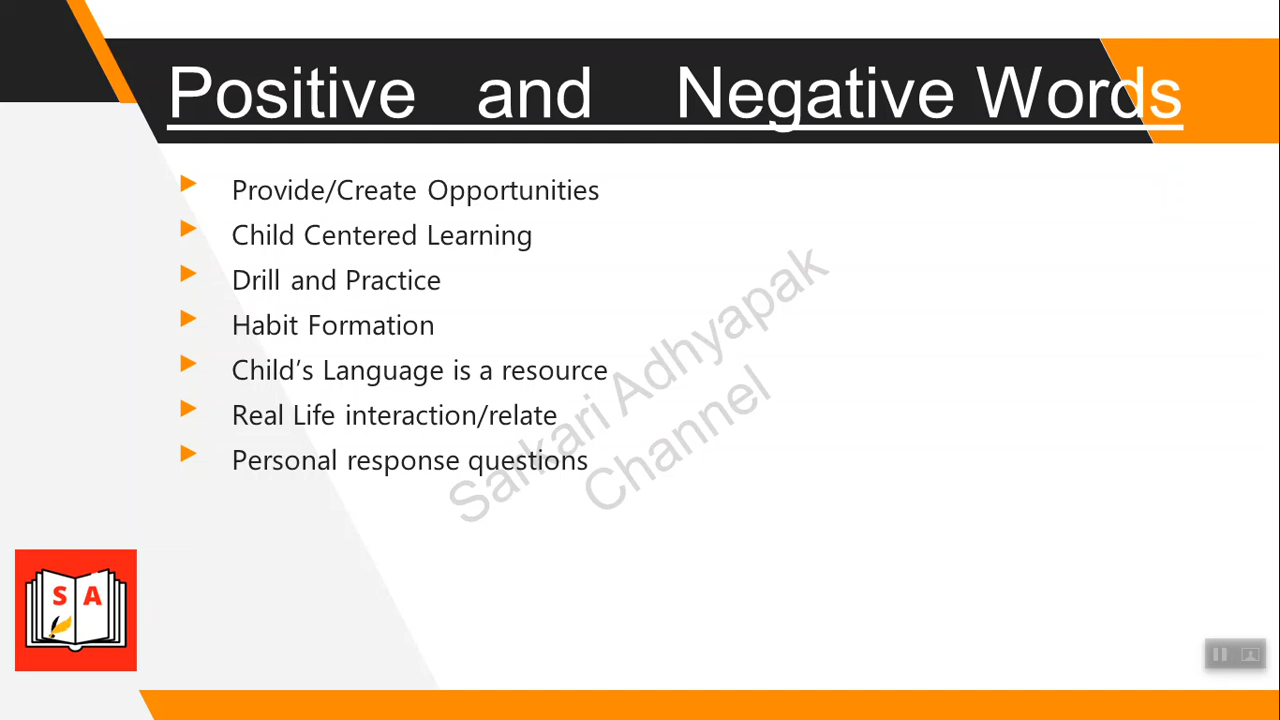 Positive and Negative Words
Provide/Create Opportunities
Child Centered Learning
Drill and Practice
Habit Formation
Child's Language is a resource
Real Life interaction/relate
Personal response questions
Sarkari Adhyapak
Channel
S A